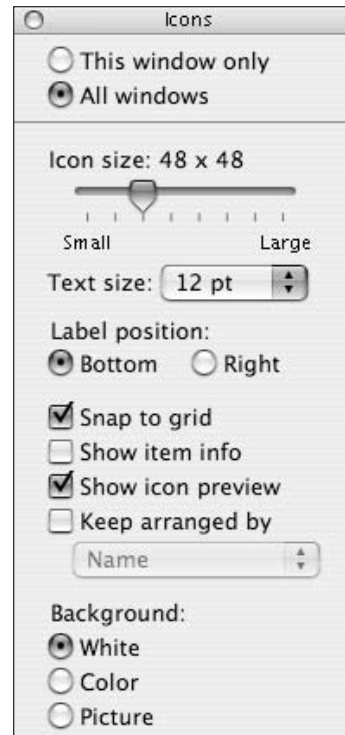 Icons
This window only
All windows
Icon size: 48 x 48
Small Large
Text size: 12 pt
Label position:
Bottom Right
Snap to grid
Show item info
Show icon preview
Keep arranged by
Name
Background:
White
Color
Picture